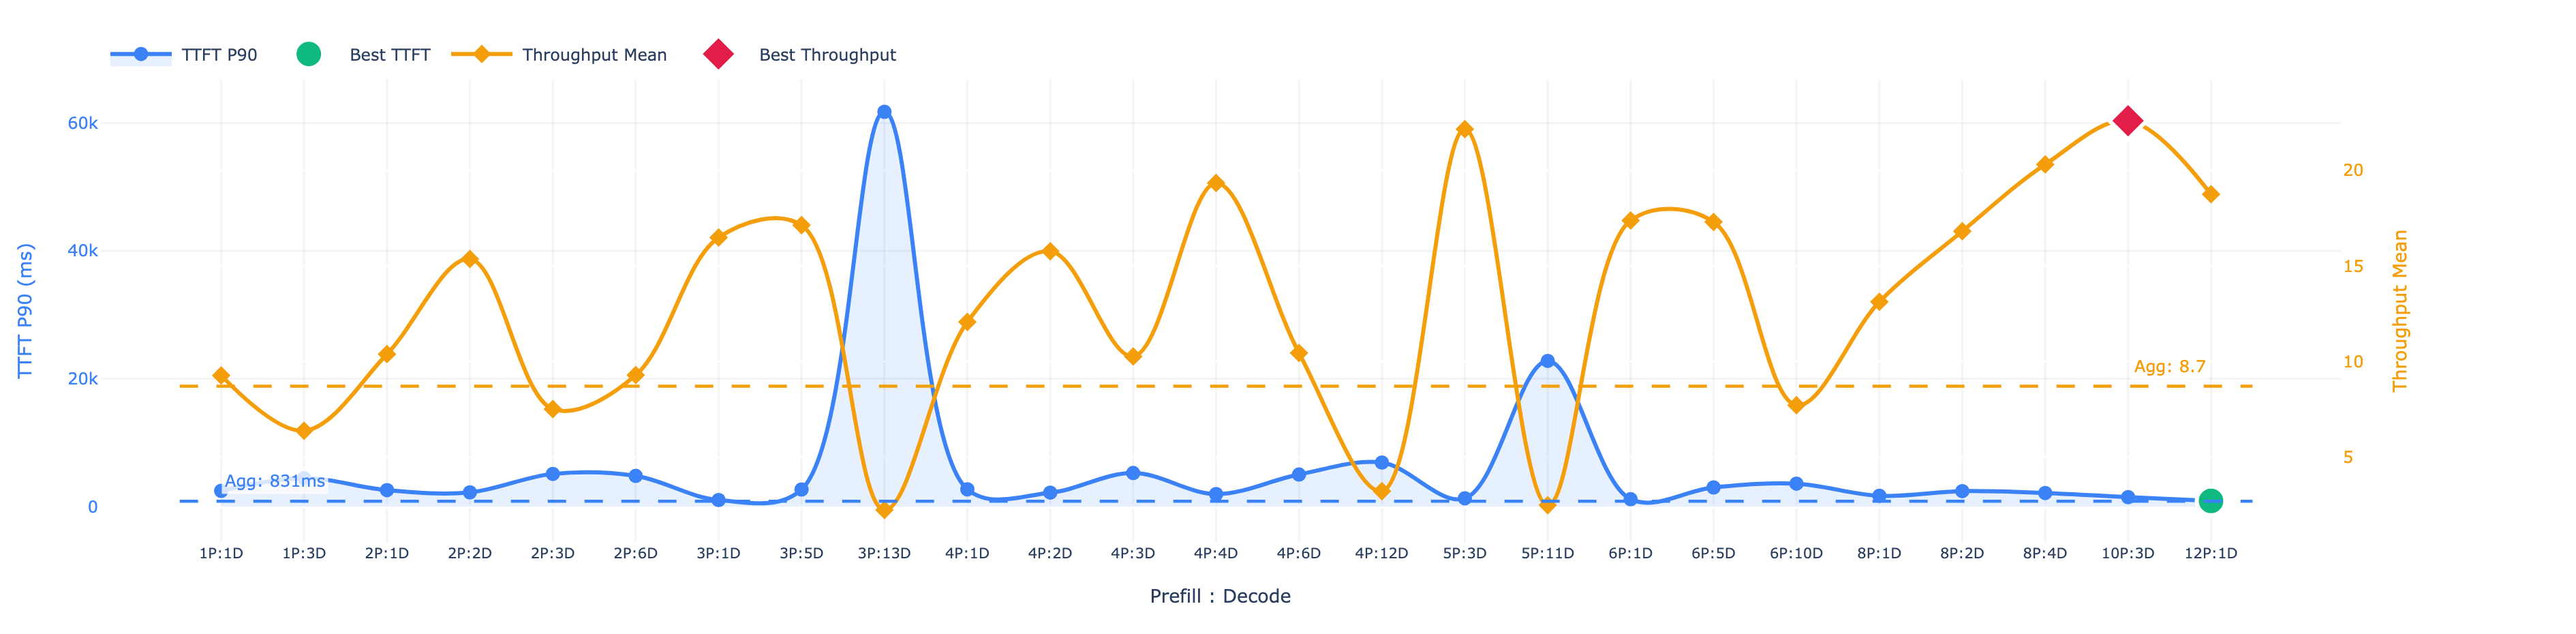 TTFT P90 Best TTFT Throughput Mean Best Throughput
TTFT P90 (ms)
60k
40k
20k
0
20
15
10
5
Throughput Mean
Agg: 8.7
Agg: 831ms
1P:1D 1P:3D 2P:1D 2P:2D 2P:3D 2P:6D 3P:1D 3P:5D 3P:13D 4P:1D 4P:2D 4P:3D 4P:4D 4P:6D 4P:12D 5P:3D 5P:11D 6P:1D 6P:5D 6P:10D 8P:1D 8P:2D 8P:4D 10P:3D 12P:1D
Prefill : Decode